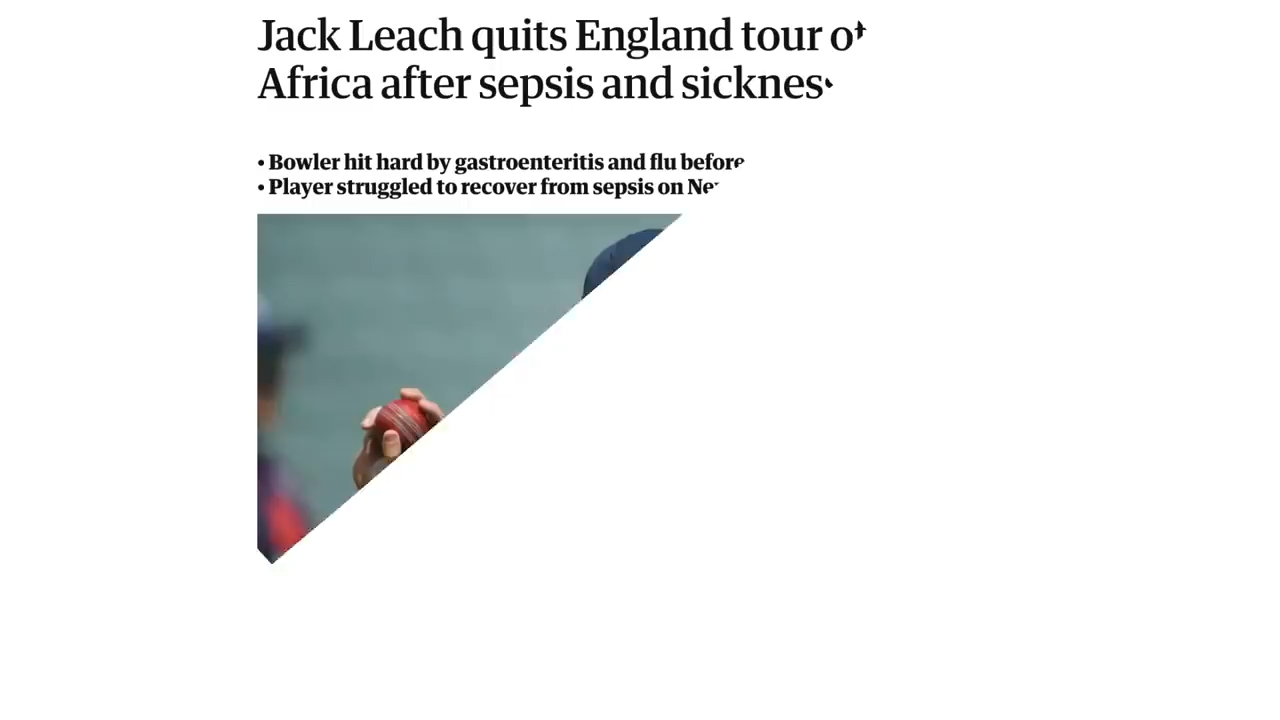 Jack Leach quits England tour
Africa after sepsis and
• Bowler hit hard by gastroenteritis and flu before
• Player struggled to recover from sepsis on